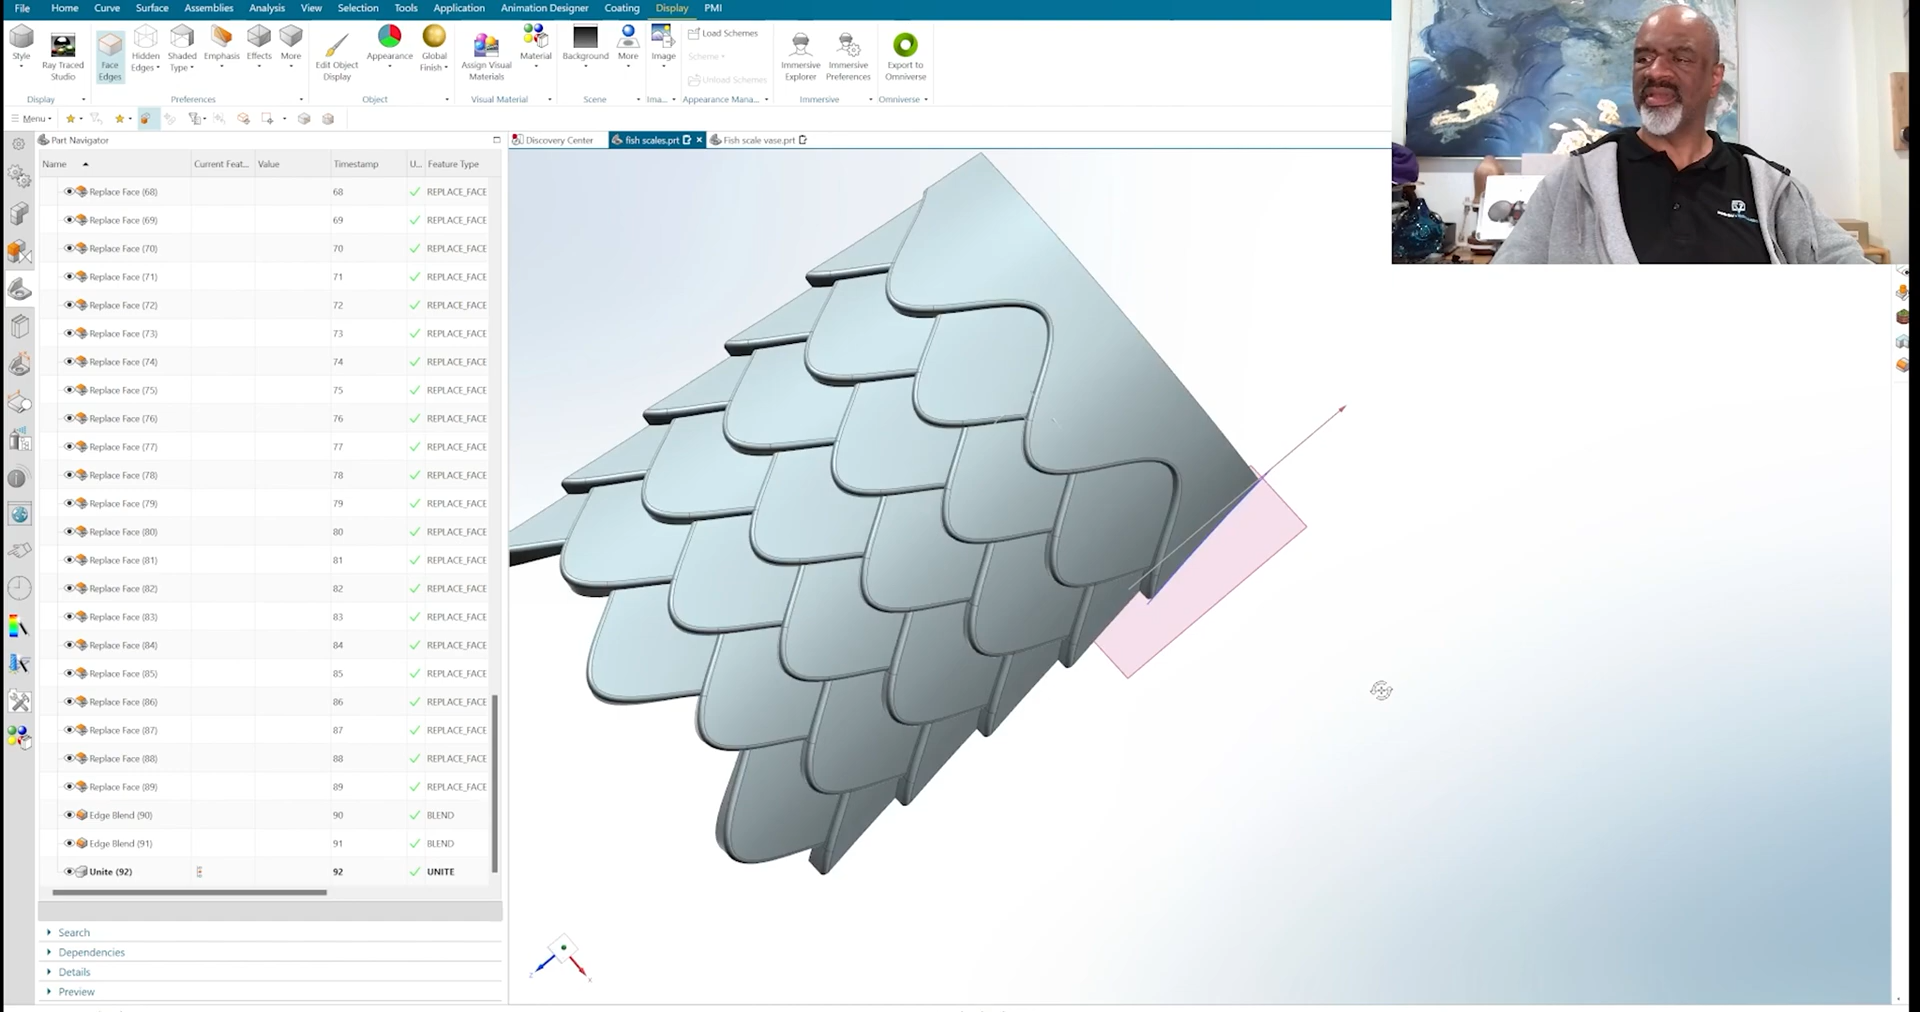 File Home Curve Surface Assemblies Analysis View Selection Tools Application Animation Designer Coating Display PMI
Style
Ray Traced Studio
Face Edges
Hidden Edges
Shaded Type
Emphasis
Effects
More
Edit Object Display
Appearance
Global Finish
Assign Visual Materials
Material
Background
More
Image
Load Schemes
Scheme
Unload Schemes
Immersive Explorer
Immersive Preferences
Export to Omniverse
Display Preferences Object Visual Material Scene Ima... Appearance Mana... Immersive Omniverse
Menu
Part Navigator
Discovery Center fish scales.prt Fish scale vase.prt
Name Current Feat... Value Timestamp U... Feature Type
Replace Face (68) 68 REPLACE_FACE
Replace Face (69) 69 REPLACE_FACE
Replace Face (70) 70 REPLACE_FACE
Replace Face (71) 71 REPLACE_FACE
Replace Face (72) 72 REPLACE_FACE
Replace Face (73) 73 REPLACE_FACE
Replace Face (74) 74 REPLACE_FACE
Replace Face (75) 75 REPLACE_FACE
Replace Face (76) 76 REPLACE_FACE
Replace Face (77) 77 REPLACE_FACE
Replace Face (78) 78 REPLACE_FACE
Replace Face (79) 79 REPLACE_FACE
Replace Face (80) 80 REPLACE_FACE
Replace Face (81) 81 REPLACE_FACE
Replace Face (82) 82 REPLACE_FACE
Replace Face (83) 83 REPLACE_FACE
Replace Face (84) 84 REPLACE_FACE
Replace Face (85) 85 REPLACE_FACE
Replace Face (86) 86 REPLACE_FACE
Replace Face (87) 87 REPLACE_FACE
Replace Face (88) 88 REPLACE_FACE
Replace Face (89) 89 REPLACE_FACE
Edge Blend (90) 90 BLEND
Edge Blend (91) 91 BLEND
Unite (92) 92 UNITE
Search
Dependencies
Details
Preview
Z
X